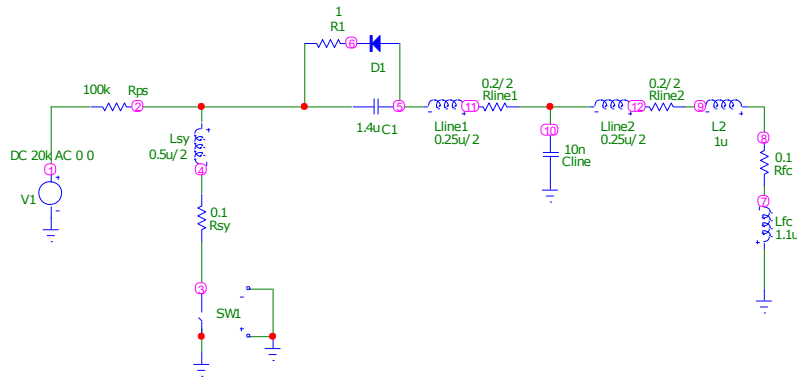 1
R1
6
D1
100k
Rps
2
1.4u
C1
5
11
0.2/2
Rline1
Lline1
0.25u/2
10
10n
Cline
12
0.2/2
Rline2
Lline2
0.25u/2
9
L2
1u
8
0.1
Rfc
7
Lfc
1.1u
Lsy
0.5u/2
4
DC 20k AC 0 0
1
V1
0.1
Rsy
3
SW1